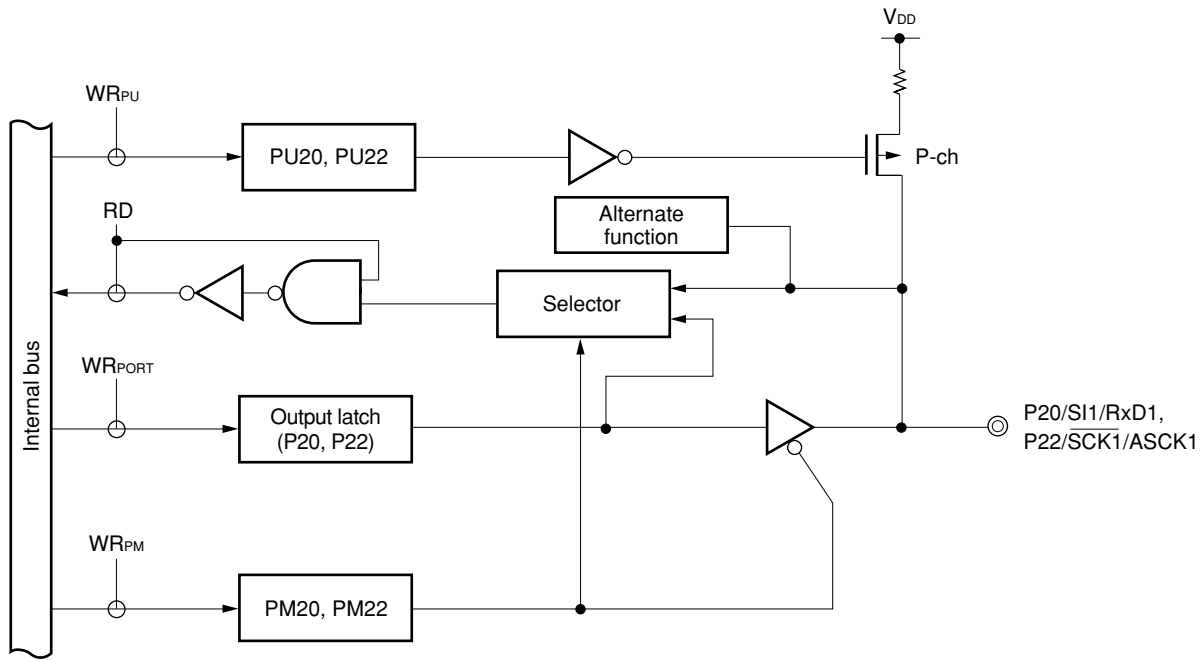 VDD
WRPU
PU20, PU22
P-ch
RD
Alternate
function
Selector
Internal bus
WRPORT
Output latch
(P20, P22)
P20/SI1/RxD1,
P22/SCK1/ASCK1
WRPM
PM20, PM22